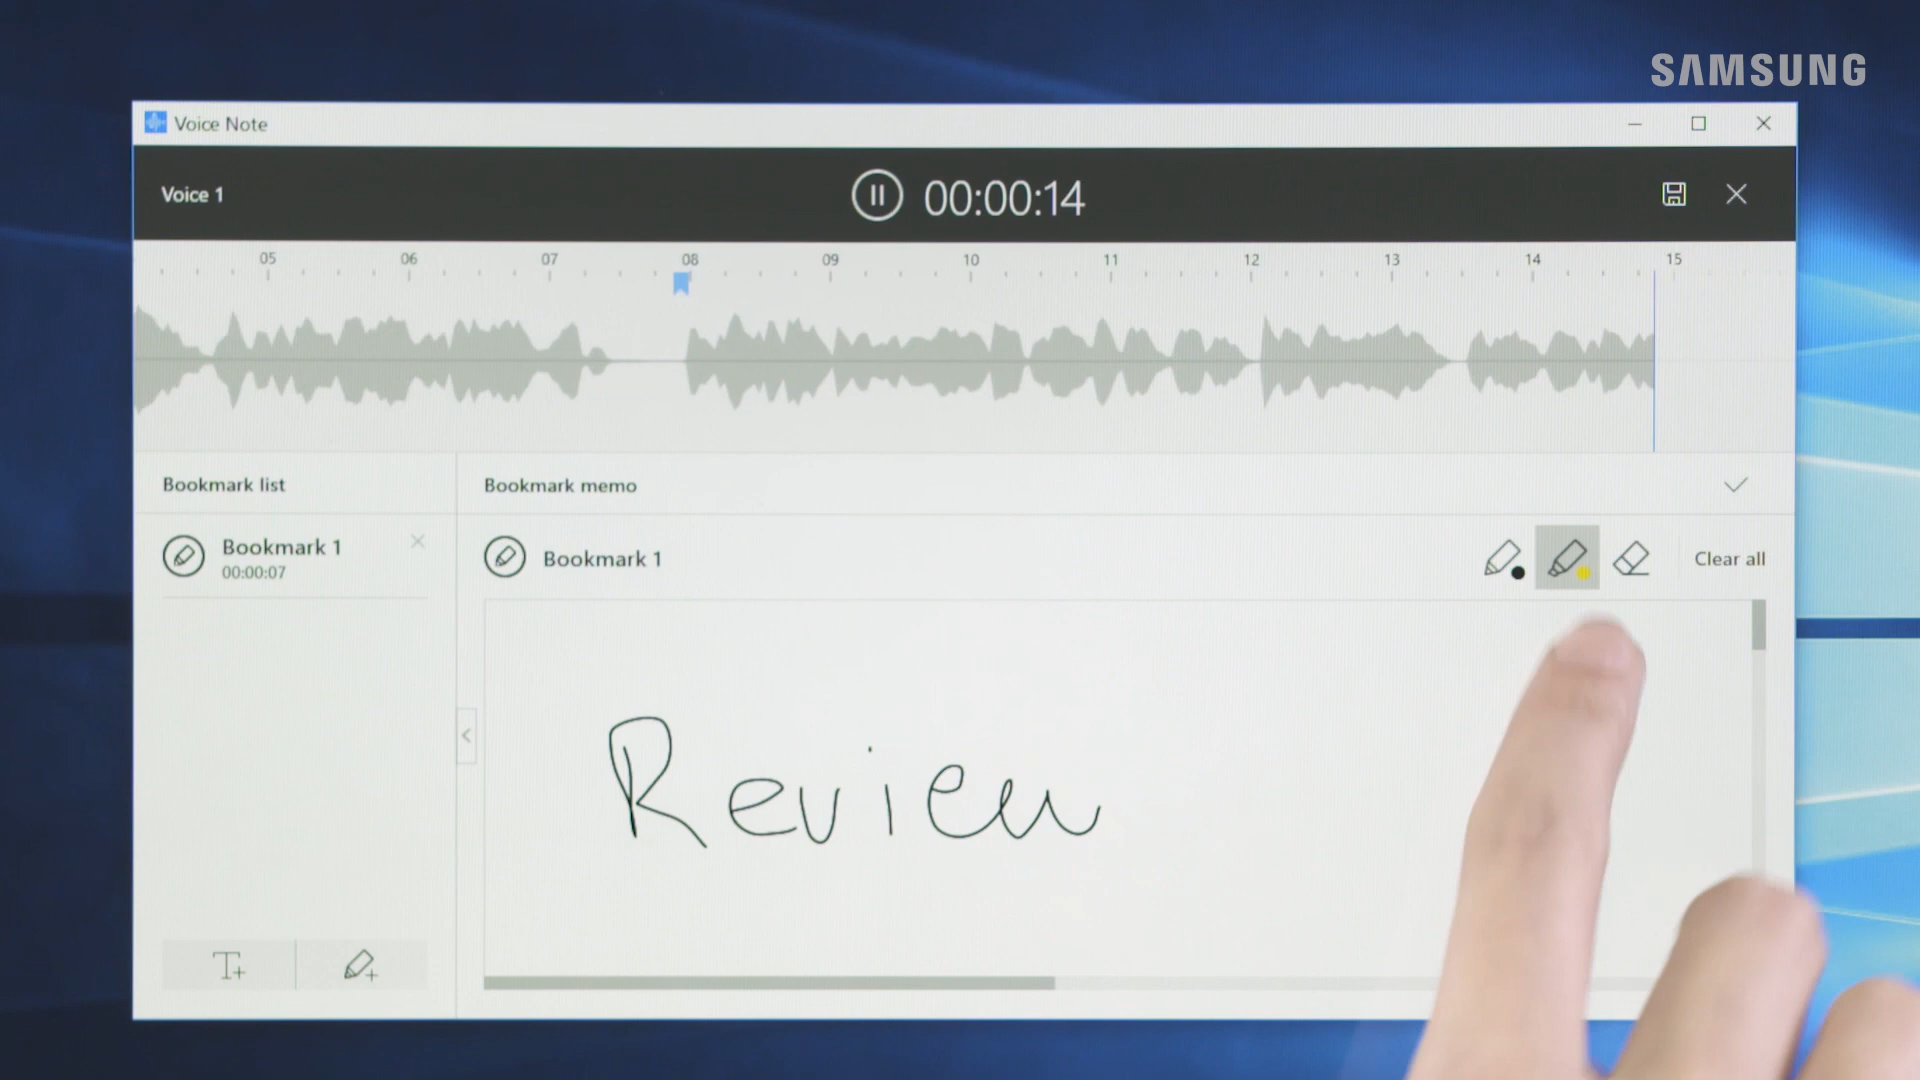 SAMSUNG
Voice Note
Voice 1
00:00:14
05 06 07 08 09 10 11 12 13 14 15
Bookmark list
Bookmark memo
Bookmark 1
00:00:07
Bookmark 1
Clear all
Review
T+